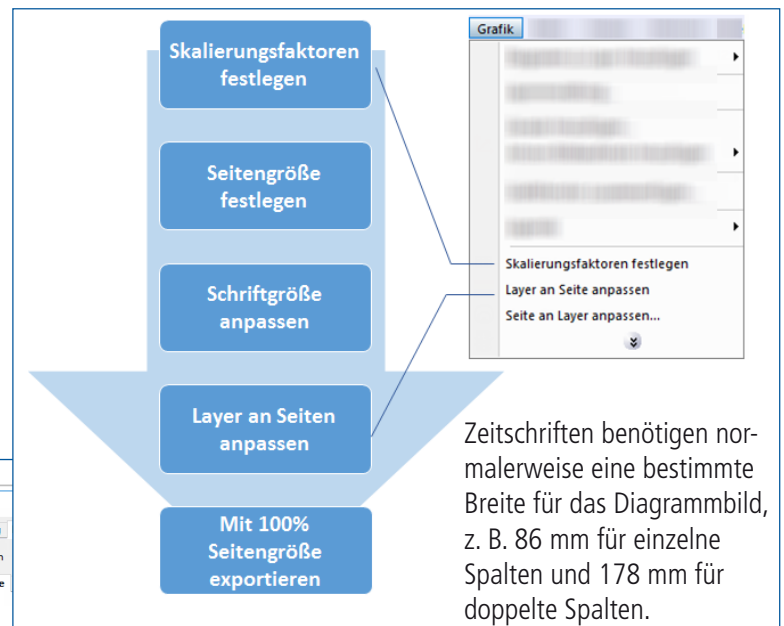 Skalierungsfaktoren
festlegen
Seitengröße
festlegen
Schriftgröße
anpassen
Layer an Seiten
anpassen
Mit 100%
Seitengröße
exportieren
Grafik
Skalierungsfaktoren festlegen
Layer an Seite anpassen
Seite an Layer anpassen...
Zeitschriften benötigen nor-
malerweise eine bestimmte
Breite für das Diagrammbild,
z. B. 86 mm für einzelne
Spalten und 178 mm für
doppelte Spalten.